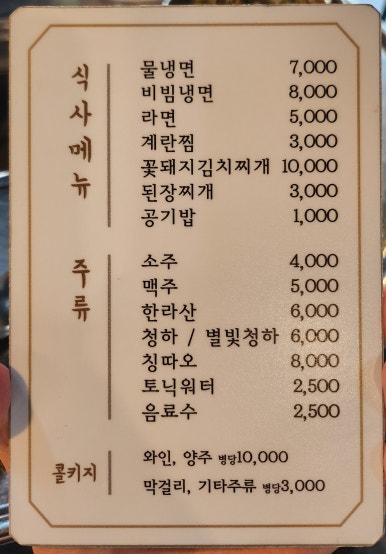 식사메뉴
물냉면 7,000
비빔냉면 8,000
라면 5,000
계란찜 3,000
꽃돼지김치찌개 10,000
된장찌개 3,000
공기밥 1,000
주류
소주 4,000
맥주 5,000
한라산 6,000
청하 / 별빛청하 6,000
칭따오 8,000
토닉워터 2,500
음료수 2,500
콜키지
와인, 양주 병당10,000
막걸리, 기타주류 병당3,000